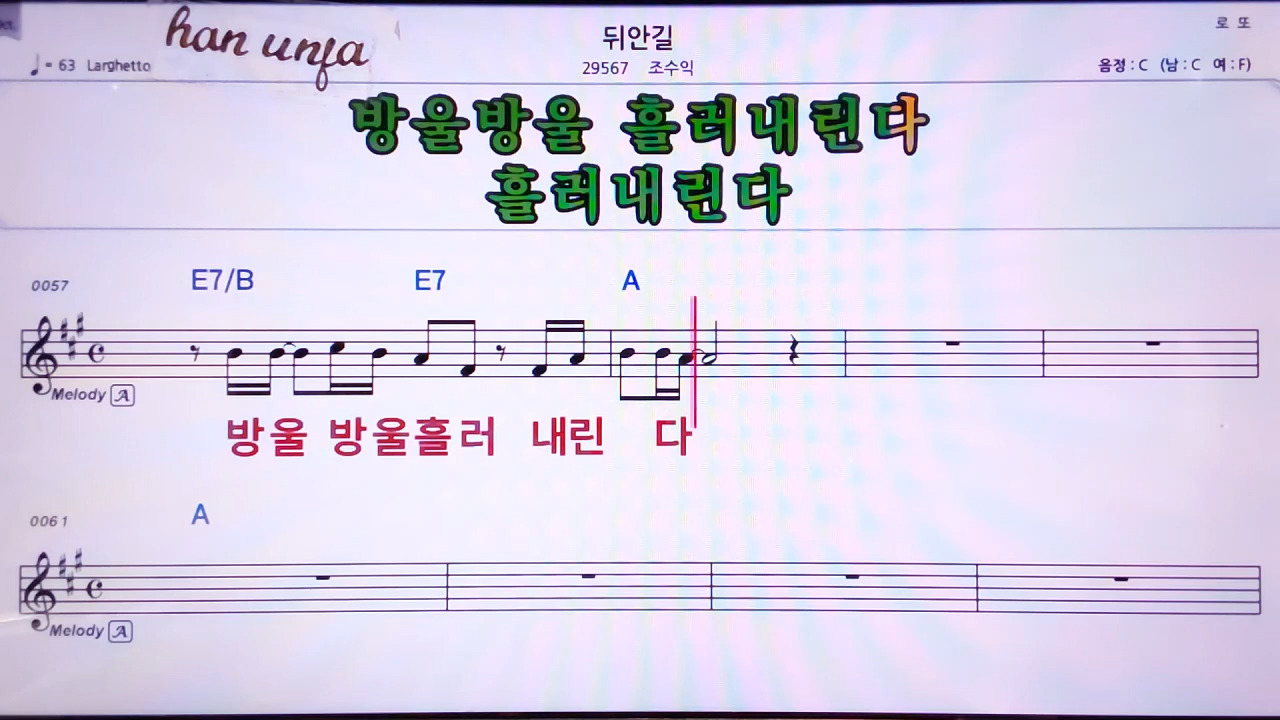 han unfa
뒤안길
로 또
♩= 63 Larghetto
29567 조수익
음정 : C (남 : C 여 : F)
방울방울 흘러내린다
흘러내린다
0057
E7/B E7 A
Melody A
방울 방울흘러 내린 다
0061
A
Melody A